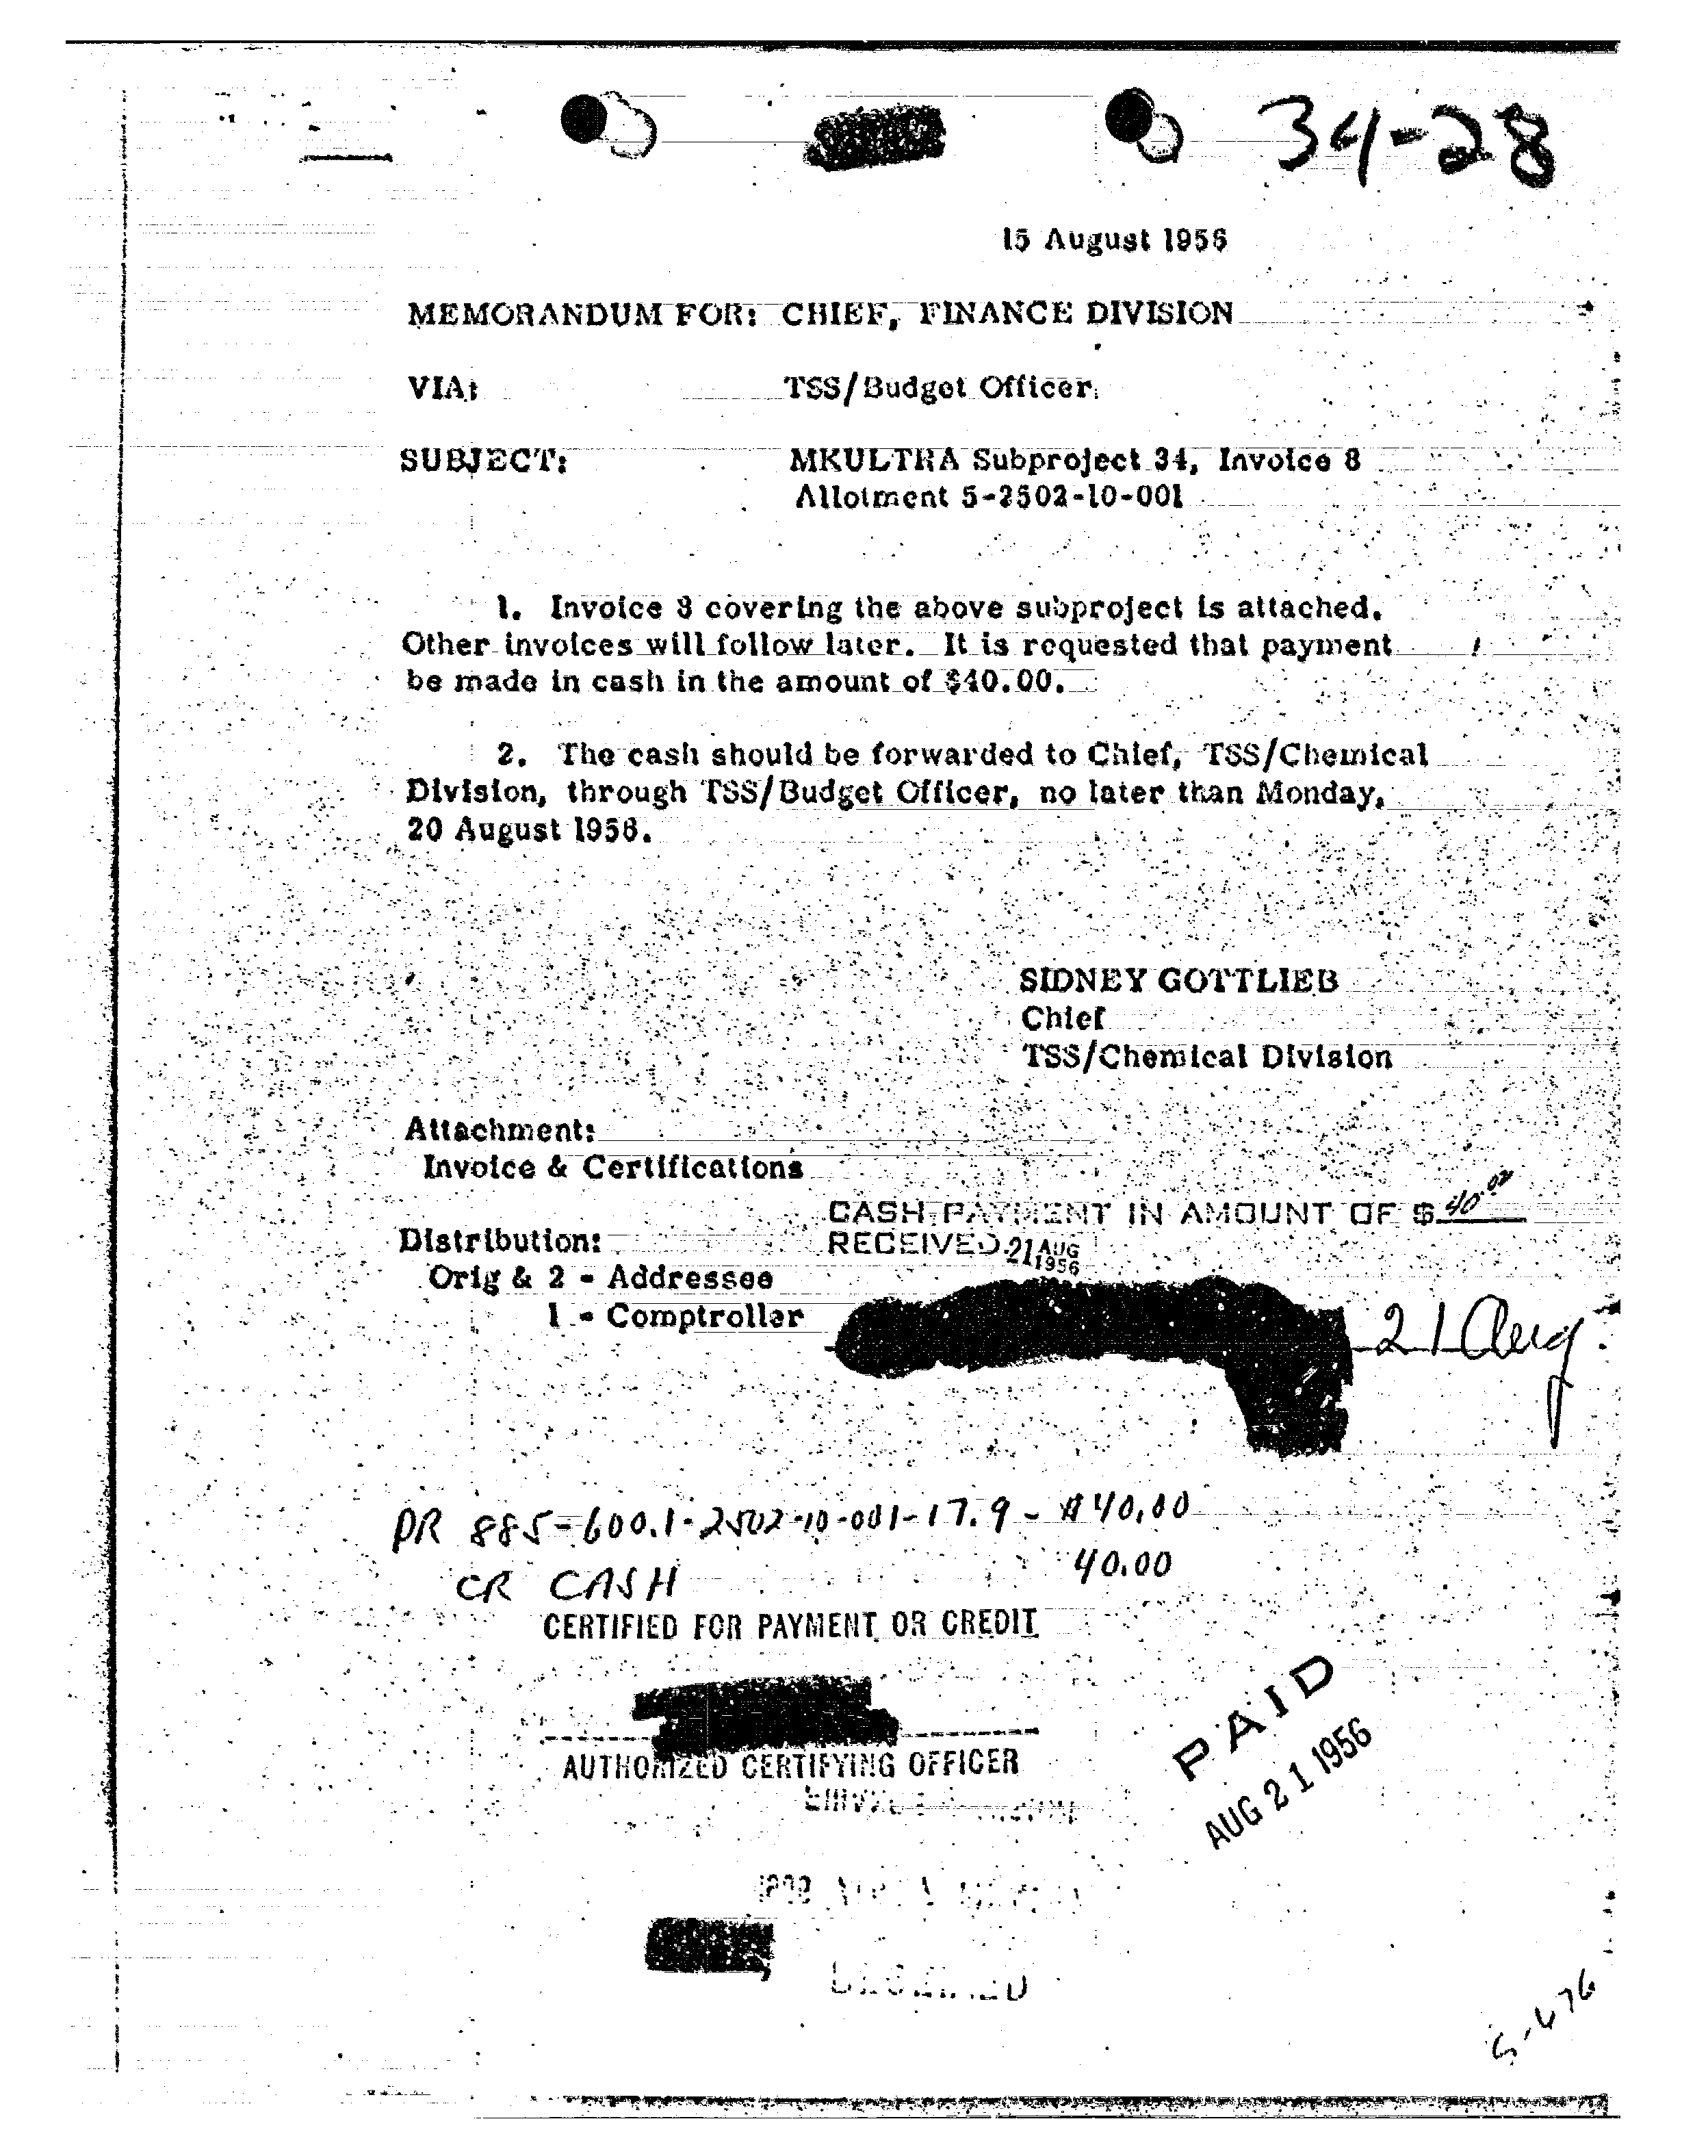 34-28
15 August 1956
MEMORANDUM FOR: CHIEF, FINANCE DIVISION
VIA: TSS/Budget Officer
SUBJECT: MKULTRA Subproject 34, Invoice 8
Allotment 5-2502-10-001
1. Invoice 8 covering the above subproject is attached.
Other invoices will follow later. It is requested that payment
be made in cash in the amount of $40.00.
2. The cash should be forwarded to Chief, TSS/Chemical
Division, through TSS/Budget Officer, no later than Monday,
20 August 1956.
SIDNEY GOTTLIEB
Chief
TSS/Chemical Division
Attachment:
Invoice & Certifications
CASH PAYMENT IN AMOUNT OF $ 40.00
RECEIVED 21 AUG 1956
Distribution:
Orig & 2 - Addressee
1 - Comptroller
21 Aug
DR 885-600.1-2502-10-001-17.9 - $40.00
CR CASH 40.00
CERTIFIED FOR PAYMENT OR CREDIT
AUTHORIZED CERTIFYING OFFICER
PAID
AUG 21 1956